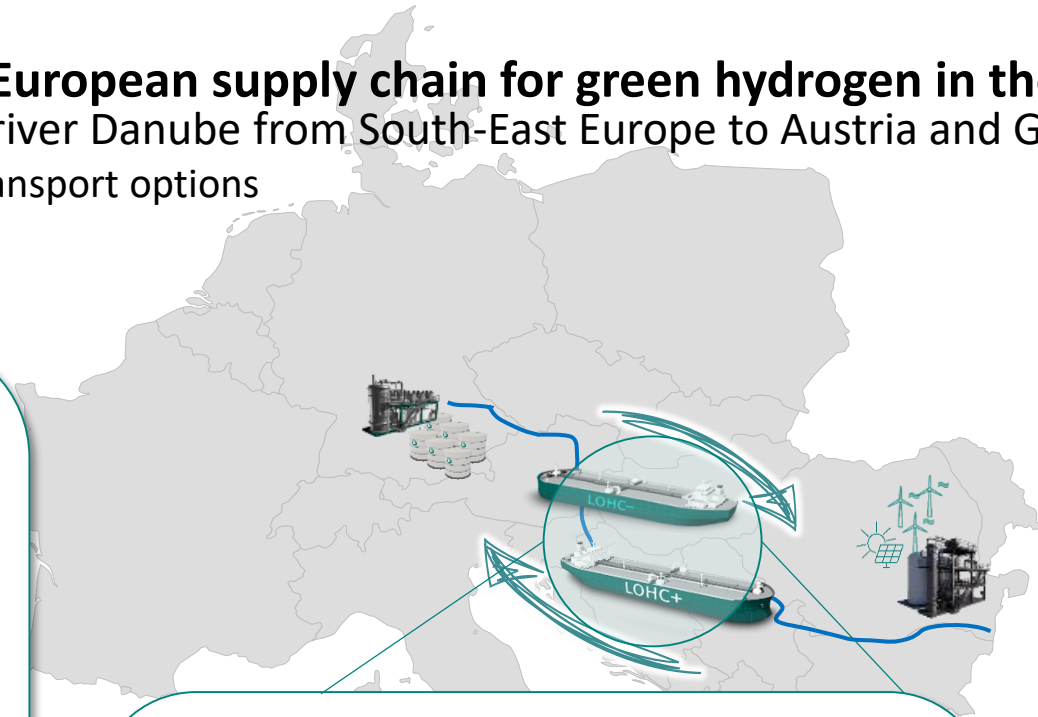 European supply chain for green hydrogen in the
river Danube from South-East Europe to Austria and G
ansport options
LOHC–
LOHC+